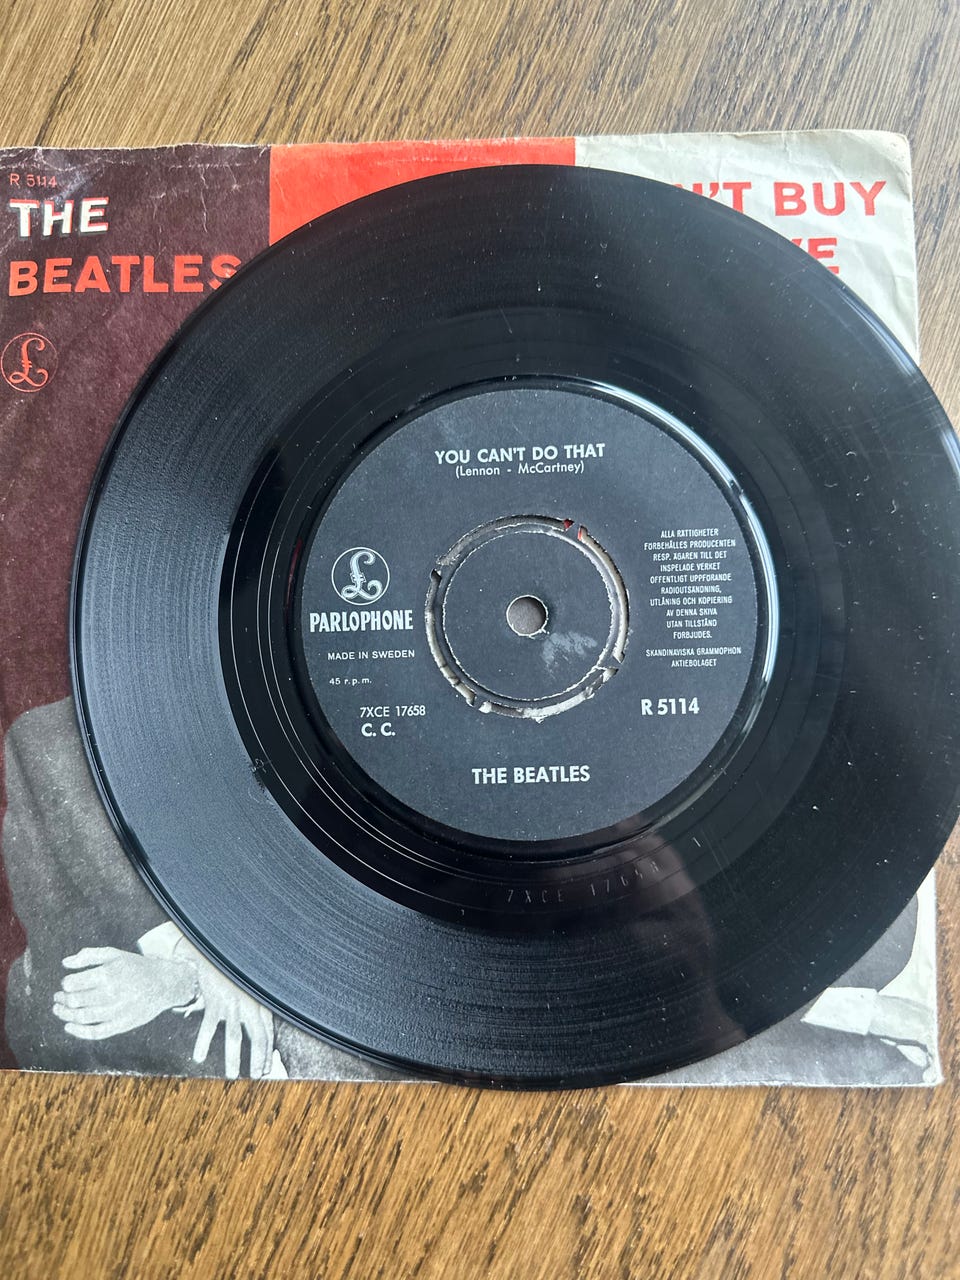 R 5114
THE
BEATLES
N'T BUY
VE
£
YOU CAN'T DO THAT
(Lennon - McCartney)
£
PARLOPHONE
MADE IN SWEDEN
45 r.p.m.
7XCE 17658
C. C.
ALLA RÄTTIGHETER
FÖRBEHÅLLES PRODUCENTEN
RESP. ÄGAREN TILL DET
INSPELADE VERKET
OFFENTLIGT UPPFÖRANDE
RADIOUTSÄNDNING,
UTLÅNING OCH KOPIERING
AV DENNA SKIVA
UTAN TILLSTÅND
FÖRBJUDES.
SKANDINAVISKA GRAMMOPHON
AKTIEBOLAGET
R 5114
THE BEATLES
7XCE 17658 1